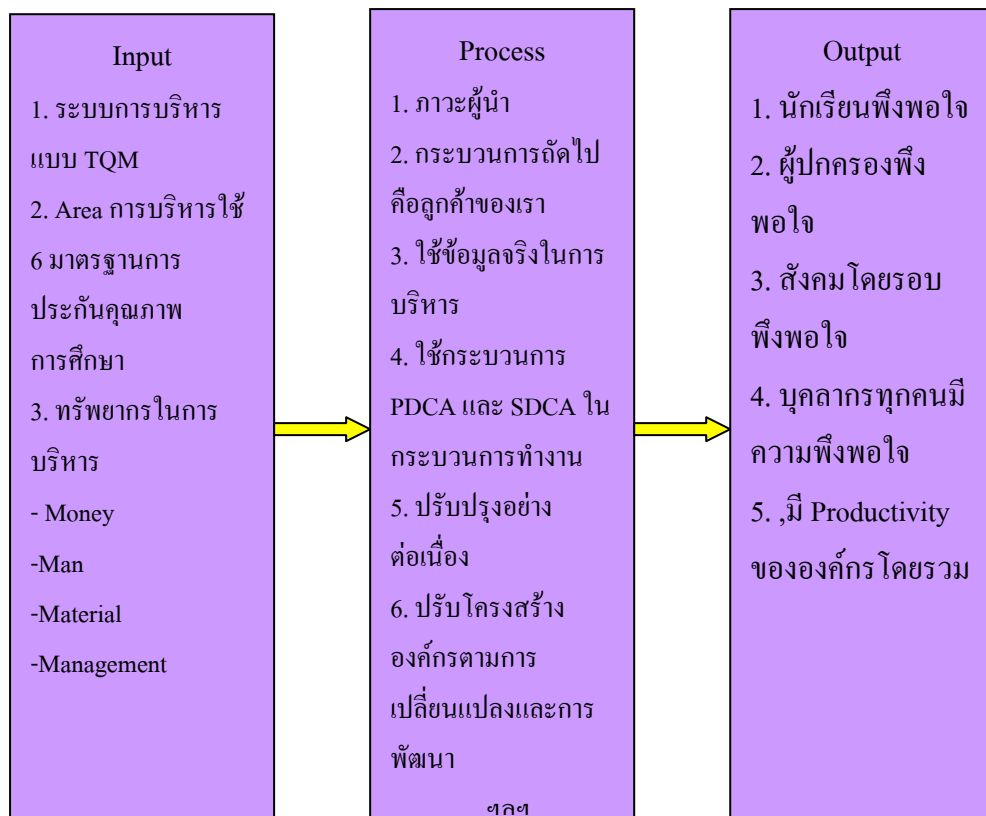 Input
1. ระบบการบริหาร
แบบ TQM
2. Area การบริหารใช้
6 มาตรฐานการ
ประกันคุณภาพ
การศึกษา
3. ทรัพยากรในการ
บริหาร
- Money
-Man
-Material
-Management
Process
1. ภาวะผู้นำ
2. กระบวนการถัดไป
คือลูกค้าของเรา
3. ใช้ข้อมูลจริงในการ
บริหาร
4. ใช้กระบวนการ
PDCA และ SDCA ใน
กระบวนการทำงาน
5. ปรับปรุงอย่าง
ต่อเนื่อง
6. ปรับโครงสร้าง
องค์กรตามการ
เปลี่ยนแปลงและการ
พัฒนา
ฯลฯ
Output
1. นักเรียนพึงพอใจ
2. ผู้ปกครองพึง
พอใจ
3. สังคมโดยรอบ
พึงพอใจ
4. บุคลากรทุกคนมี
ความพึงพอใจ
5. ,มี Productivity
ขององค์กรโดยรวม